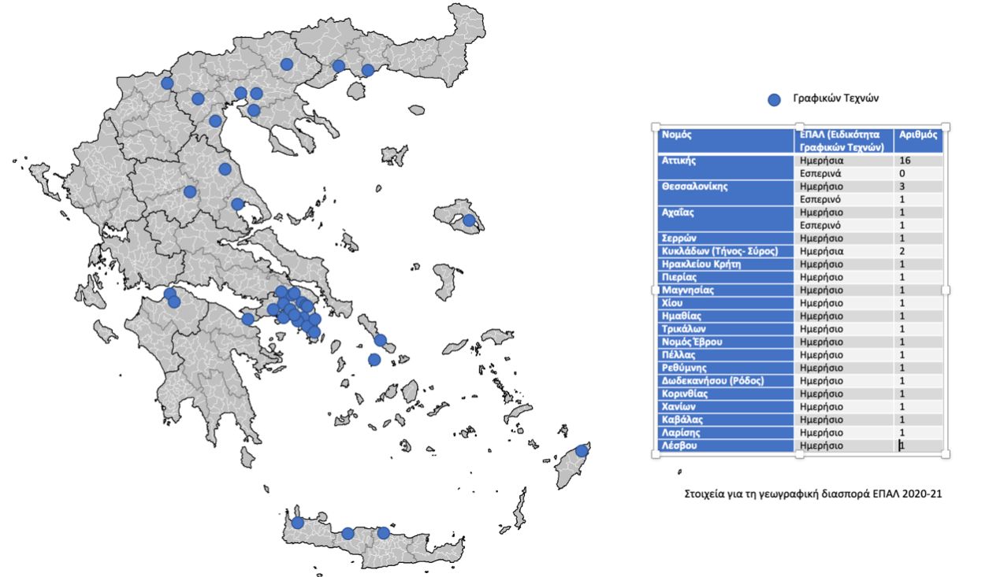 Γραφικών Τεχνών
Νομός ΕΠΑΛ (Ειδικότητα Γραφικών Τεχνών) Αριθμός
Αττικής Ημερήσια 16
Εσπερινά 0
Θεσσαλονίκης Ημερήσιο 3
Εσπερινό 1
Αχαΐας Ημερήσιο 1
Εσπερινό 1
Σερρών Ημερήσιο 1
Κυκλάδων (Τήνος- Σύρος) Ημερήσια 2
Ηρακλείου Κρήτη Ημερήσιο 1
Πιερίας Ημερήσιο 1
Μαγνησίας Ημερήσιο 1
Χίου Ημερήσιο 1
Ημαθίας Ημερήσιο 1
Τρικάλων Ημερήσιο 1
Νομός Έβρου Ημερήσιο 1
Πέλλας Ημερήσιο 1
Ρεθύμνης Ημερήσιο 1
Δωδεκανήσου (Ρόδος) Ημερήσιο 1
Κορινθίας Ημερήσιο 1
Χανίων Ημερήσιο 1
Καβάλας Ημερήσιο 1
Λαρίσης Ημερήσιο 1
Λέσβου Ημερήσιο 1
Στοιχεία για τη γεωγραφική διασπορά ΕΠΑΛ 2020-21